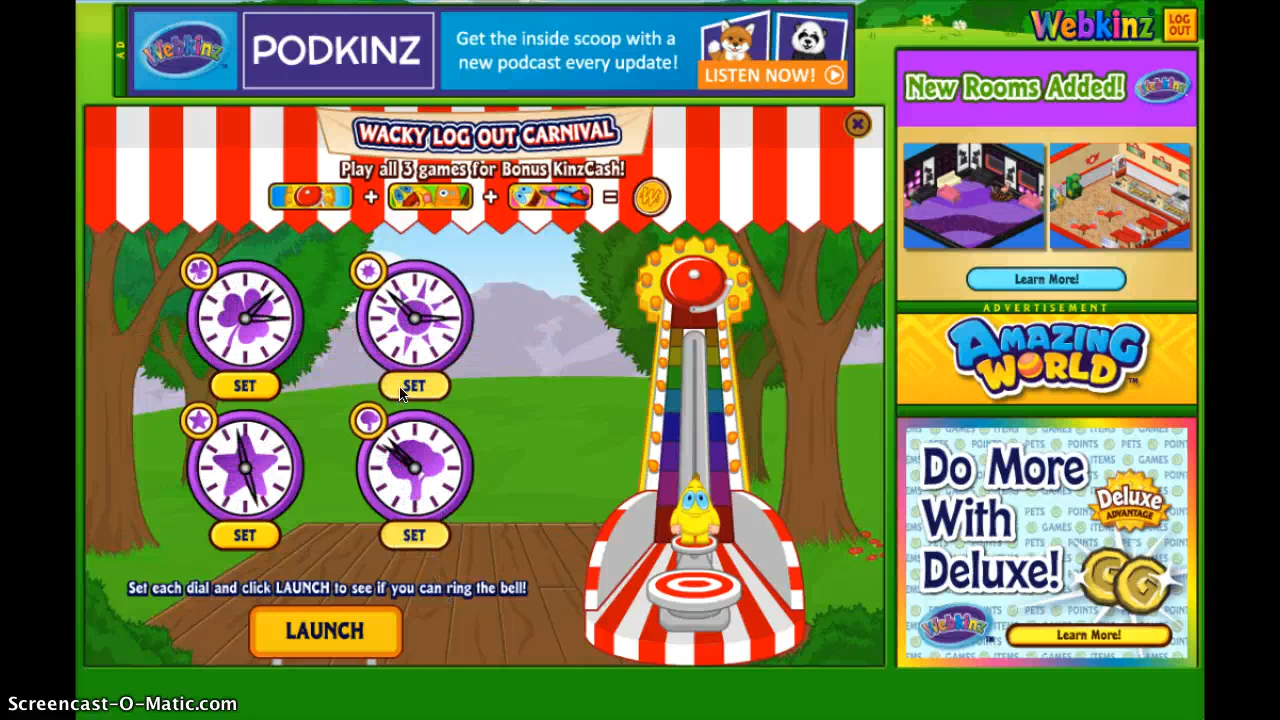 AD
Webkinz
PODKINZ
Get the inside scoop with a
new podcast every update!
LISTEN NOW!
Webkinz
LOG
OUT
WACKY LOG OUT CARNIVAL
Play all 3 games for Bonus KinzCash!
+ + =
SET
SET
SET
SET
Set each dial and click LAUNCH to see if you can ring the bell!
LAUNCH
New Rooms Added!
Webkinz
Learn More!
ADVERTISEMENT
AMAZING
WORLD
Do More
With
Deluxe!
Deluxe
ADVANTAGE
GG
Webkinz
Learn More!
Screencast-O-Matic.com